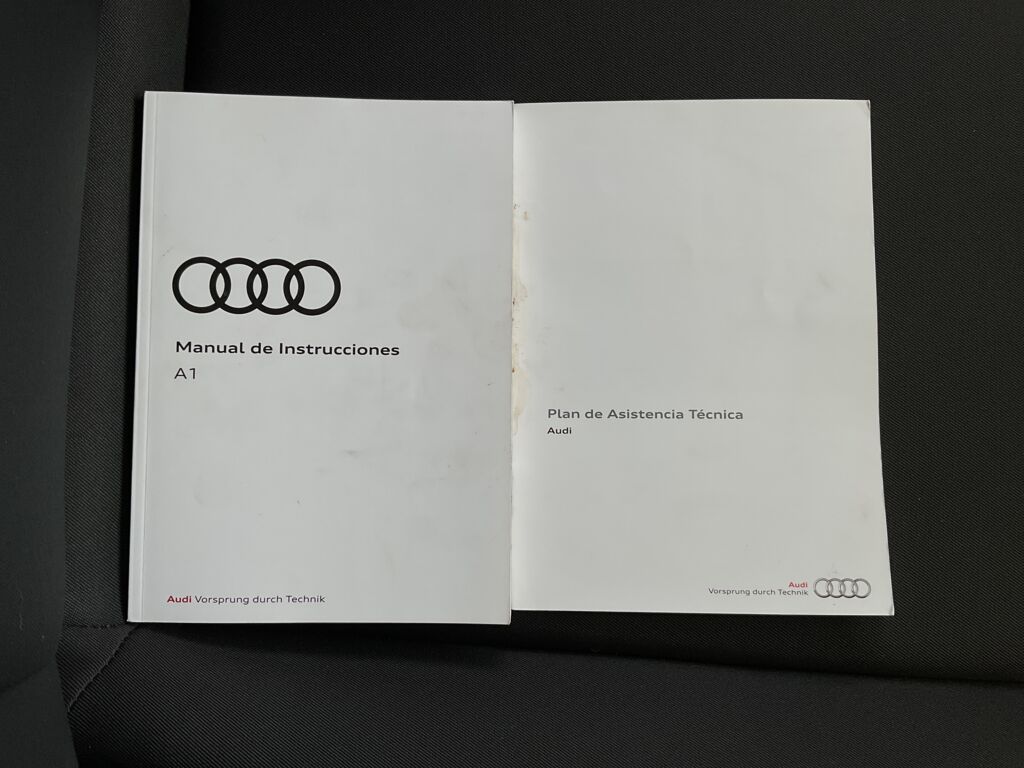 Manual de Instrucciones
A1
Audi Vorsprung durch Technik
Plan de Asistencia Técnica
Audi
Audi
Vorsprung durch Technik